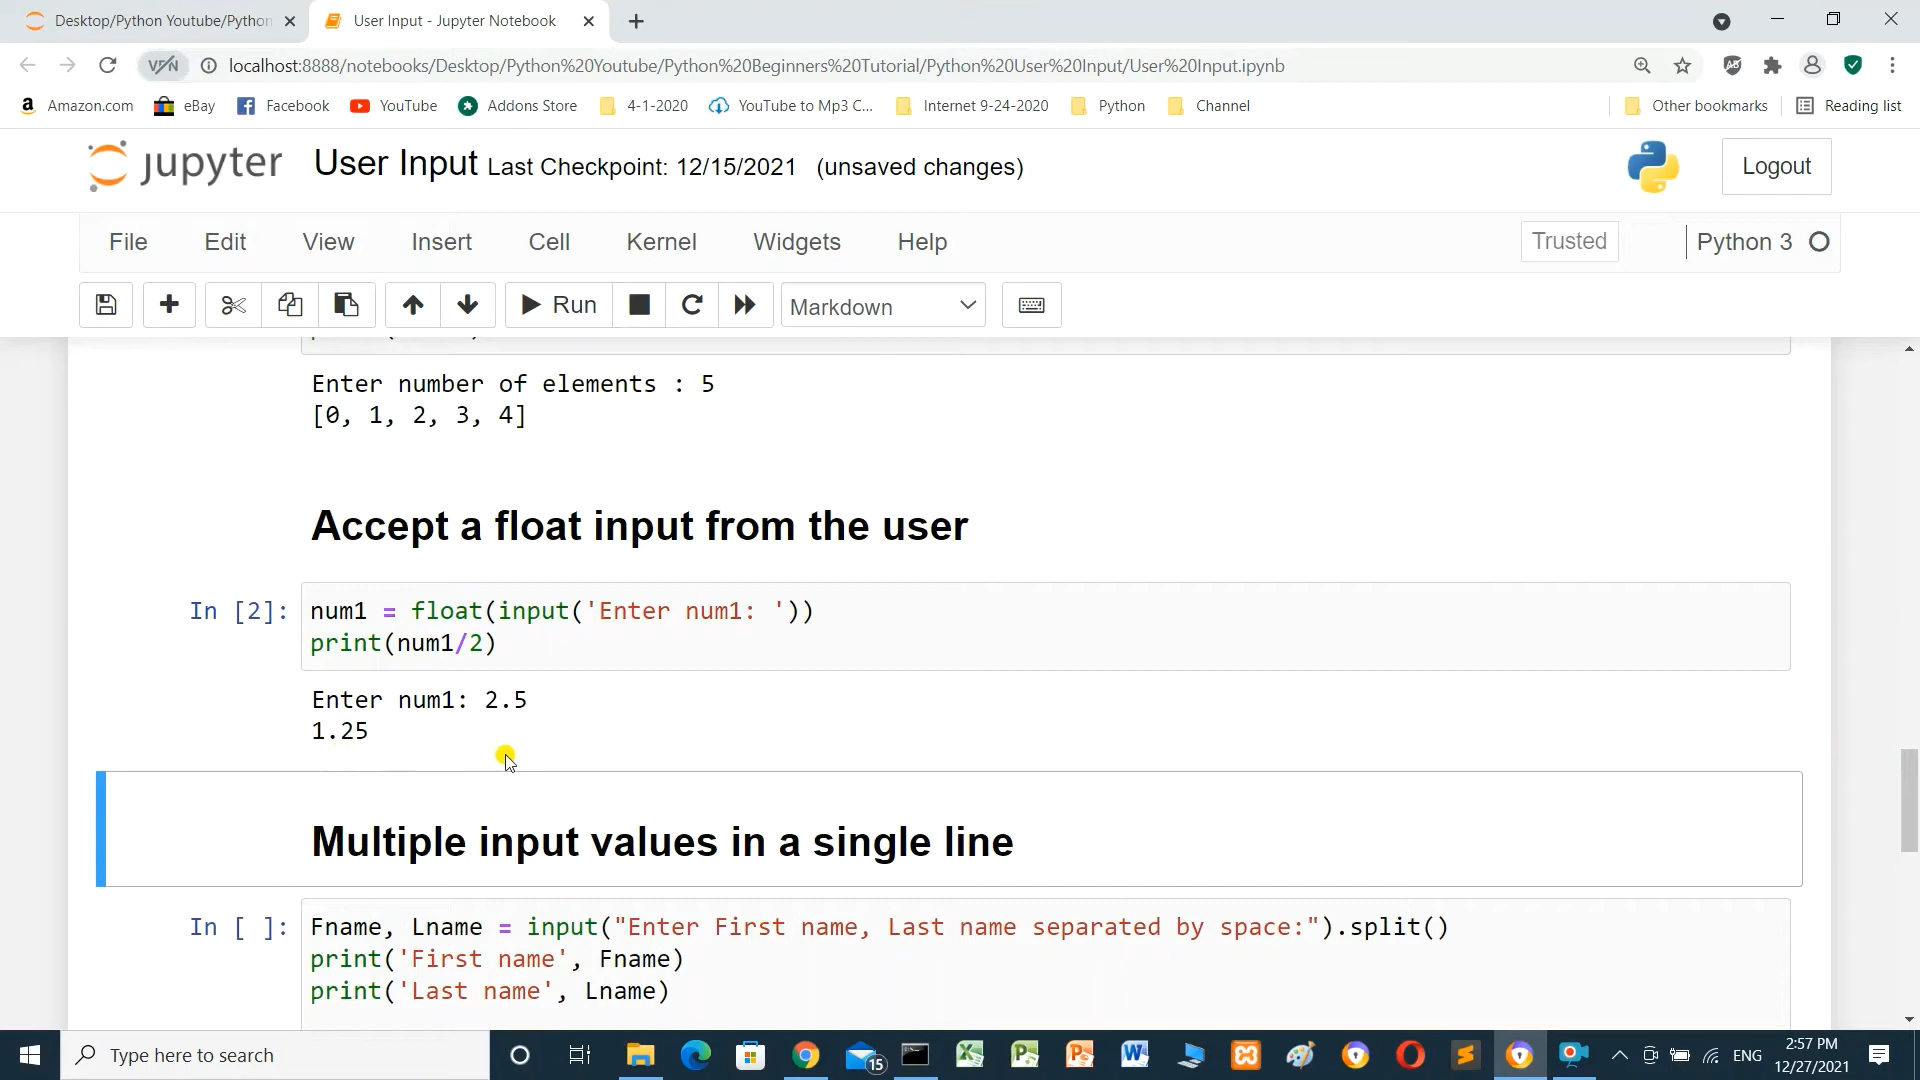 Desktop/Python Youtube/Python
User Input - Jupyter Notebook
VPN
localhost:8888/notebooks/Desktop/Python%20Youtube/Python%20Beginners%20Tutorial/Python%20User%20Input/User%20Input.ipynb
Amazon.com eBay Facebook YouTube Addons Store 4-1-2020 YouTube to Mp3 C... Internet 9-24-2020 Python Channel Other bookmarks Reading list
jupyter User Input Last Checkpoint: 12/15/2021 (unsaved changes) Logout
File Edit View Insert Cell Kernel Widgets Help Trusted Python 3
Run Markdown
Enter number of elements : 5
[0, 1, 2, 3, 4]
Accept a float input from the user
In [2]: num1 = float(input('Enter num1: '))
print(num1/2)
Enter num1: 2.5
1.25
Multiple input values in a single line
In [ ]: Fname, Lname = input("Enter First name, Last name separated by space:").split()
print('First name', Fname)
print('Last name', Lname)
Type here to search 15 ENG 2:57 PM
12/27/2021